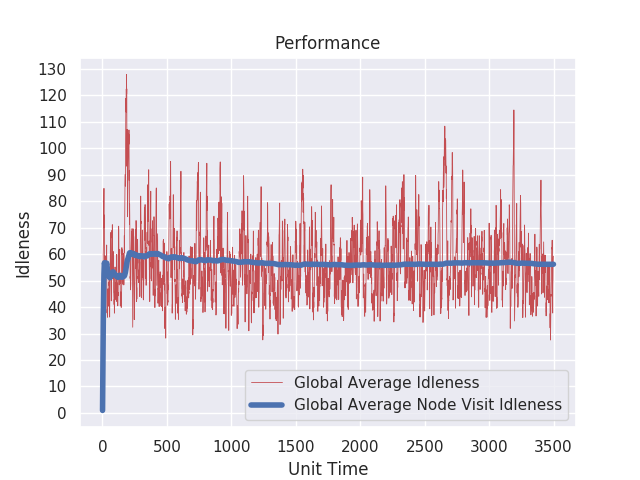 Performance
130
120
110
100
90
80
70
60
50
40
30
20
10
0
Idleness
Global Average Idleness
Global Average Node Visit Idleness
0 500 1000 1500 2000 2500 3000 3500
Unit Time